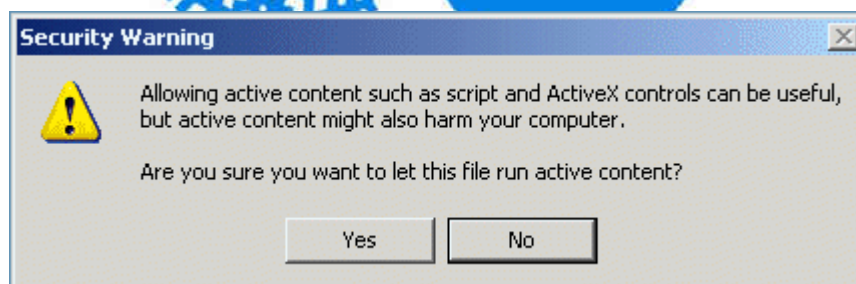 Security Warning
Allowing active content such as script and ActiveX controls can be useful,
but active content might also harm your computer.
Are you sure you want to let this file run active content?
Yes
No